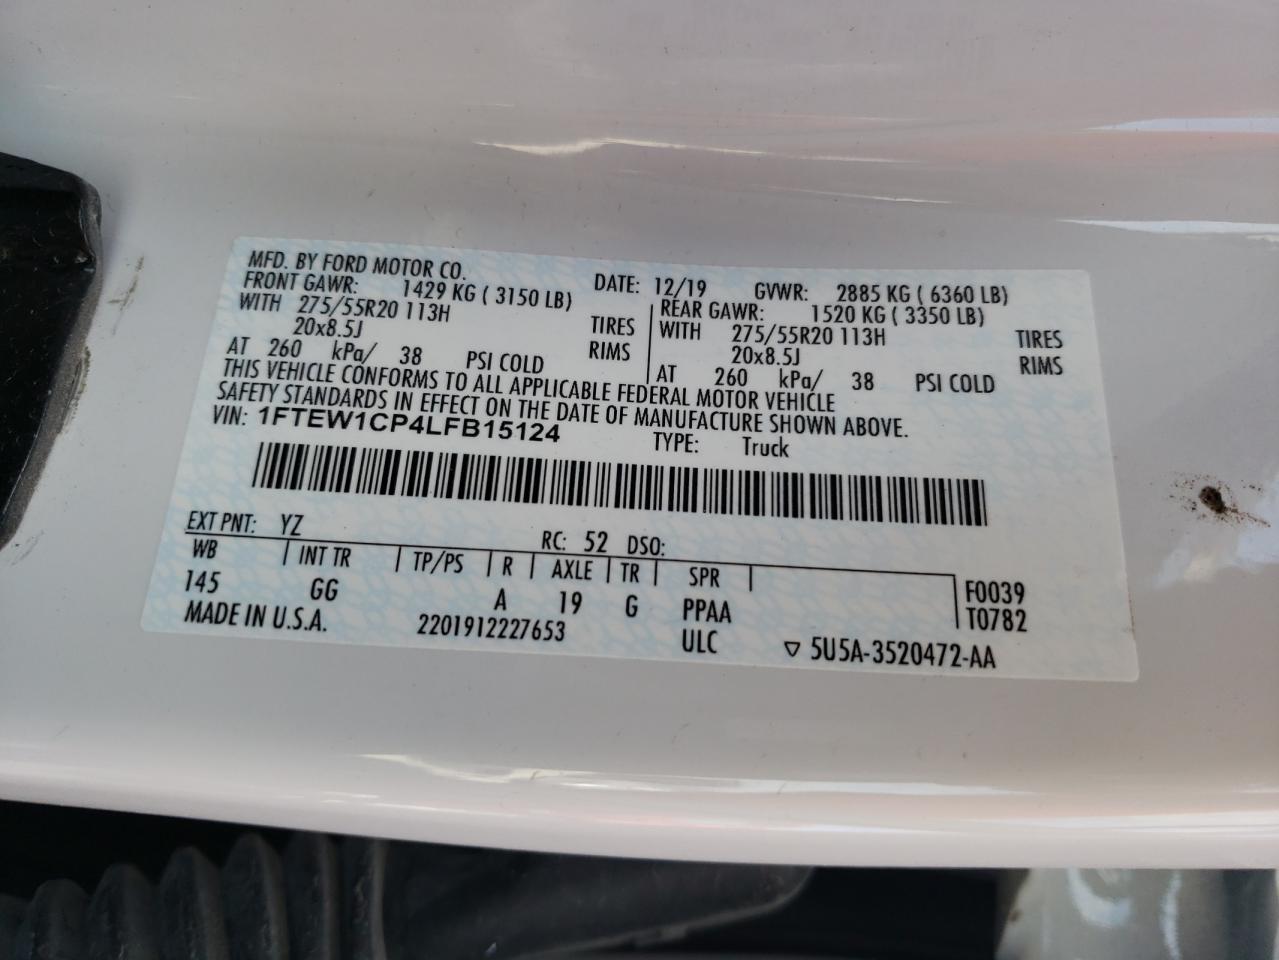 MFD. BY FORD MOTOR CO. DATE: 12/19 GVWR: 2885 KG ( 6360 LB)
FRONT GAWR: 1429 KG ( 3150 LB) REAR GAWR: 1520 KG ( 3350 LB)
WITH 275/55R20 113H TIRES WITH 275/55R20 113H TIRES
20x8.5J RIMS 20x8.5J RIMS
AT 260 kPa/ 38 PSI COLD AT 260 kPa/ 38 PSI COLD
THIS VEHICLE CONFORMS TO ALL APPLICABLE FEDERAL MOTOR VEHICLE
SAFETY STANDARDS IN EFFECT ON THE DATE OF MANUFACTURE SHOWN ABOVE.
VIN: 1FTEW1CP4LFB15124 TYPE: Truck
EXT PNT: YZ RC: 52 DSO:
WB INT TR TP/PS R AXLE TR SPR F0039
145 GG A 19 G PPAA T0782
MADE IN U.S.A. 2201912227653 ULC ▽ 5U5A-3520472-AA